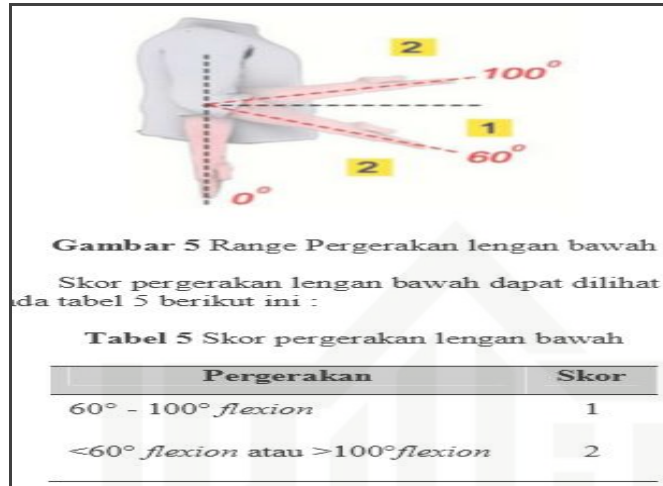 2
100°
1
60°
2
0°
Gambar 5 Range Pergerakan lengan bawah
Skor pergerakan lengan bawah dapat dilihat
da tabel 5 berikut ini :
Tabel 5 Skor pergerakan lengan bawah
Pergerakan Skor
60° - 100° flexion 1
<60° flexion atau >100°flexion 2